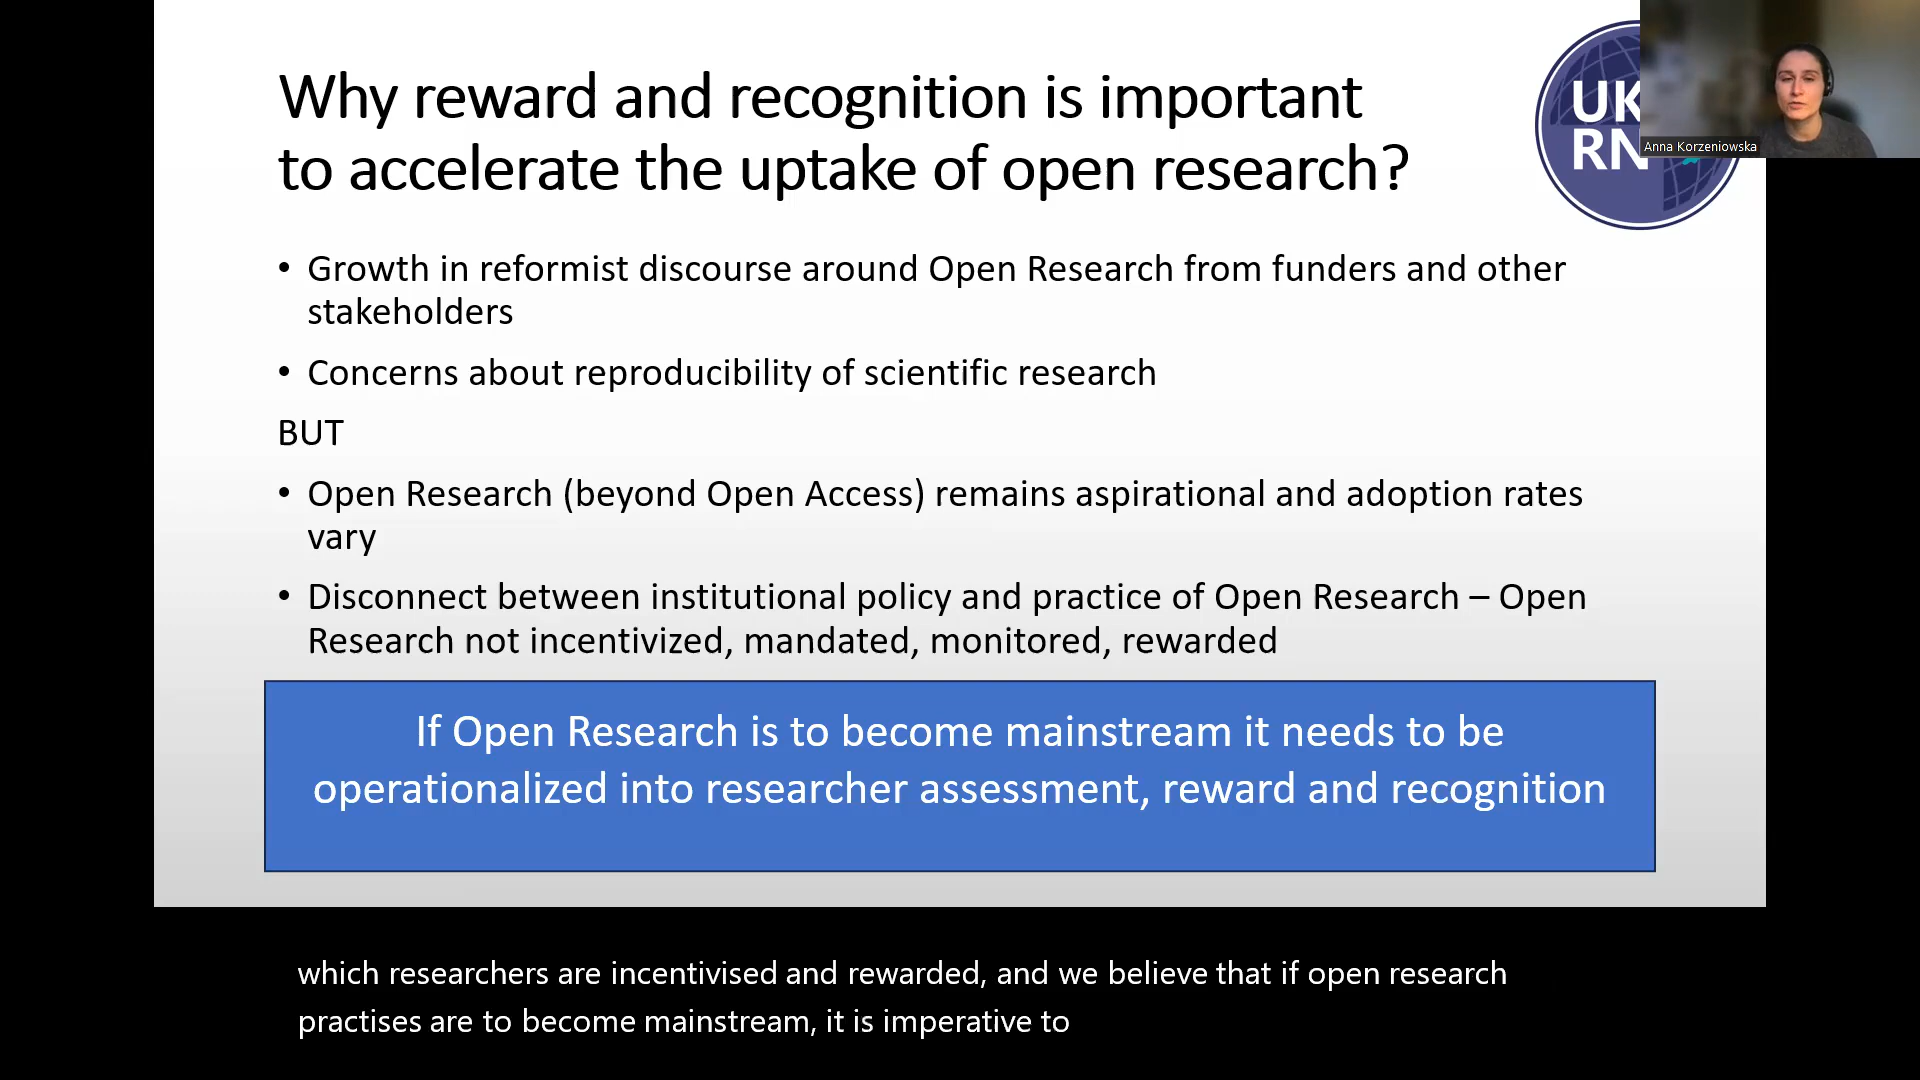 Why reward and recognition is important
to accelerate the uptake of open research?
UK
RN
Anna Korzeniowska
• Growth in reformist discourse around Open Research from funders and other
stakeholders
• Concerns about reproducibility of scientific research
BUT
• Open Research (beyond Open Access) remains aspirational and adoption rates
vary
• Disconnect between institutional policy and practice of Open Research – Open
Research not incentivized, mandated, monitored, rewarded
If Open Research is to become mainstream it needs to be
operationalized into researcher assessment, reward and recognition
which researchers are incentivised and rewarded, and we believe that if open research
practises are to become mainstream, it is imperative to